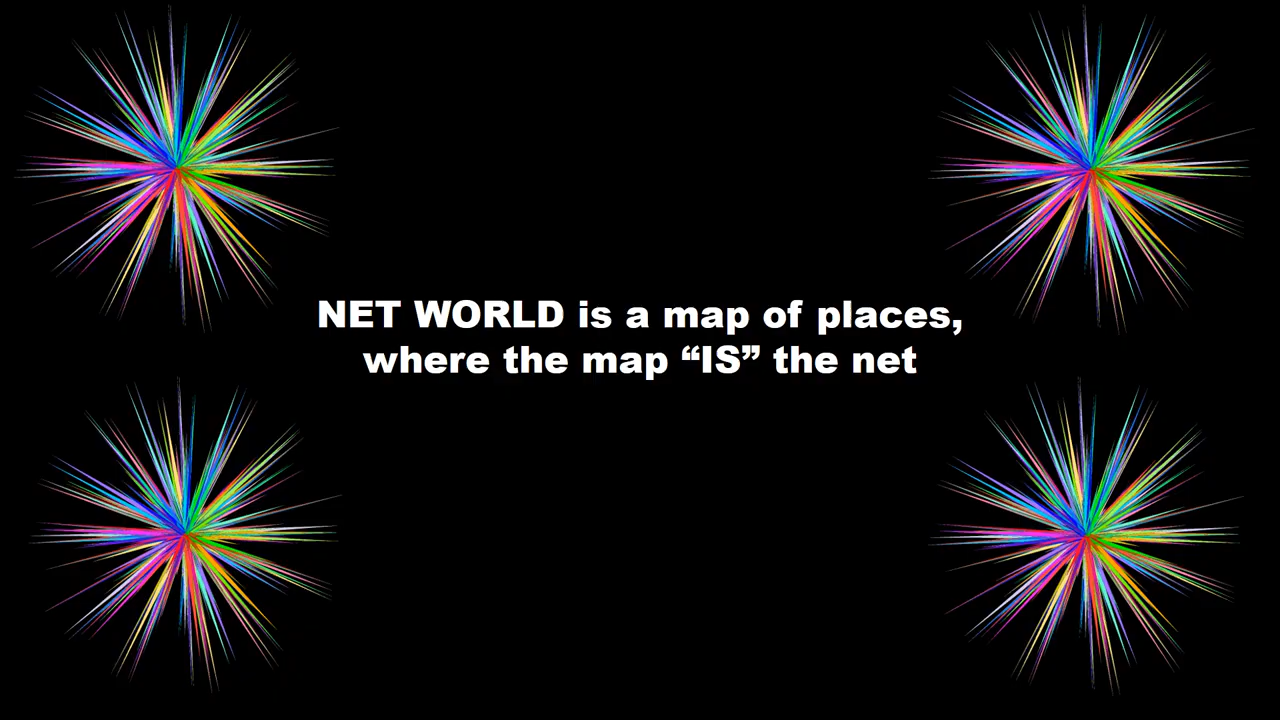 NET WORLD is a map of places,
where the map “IS” the net